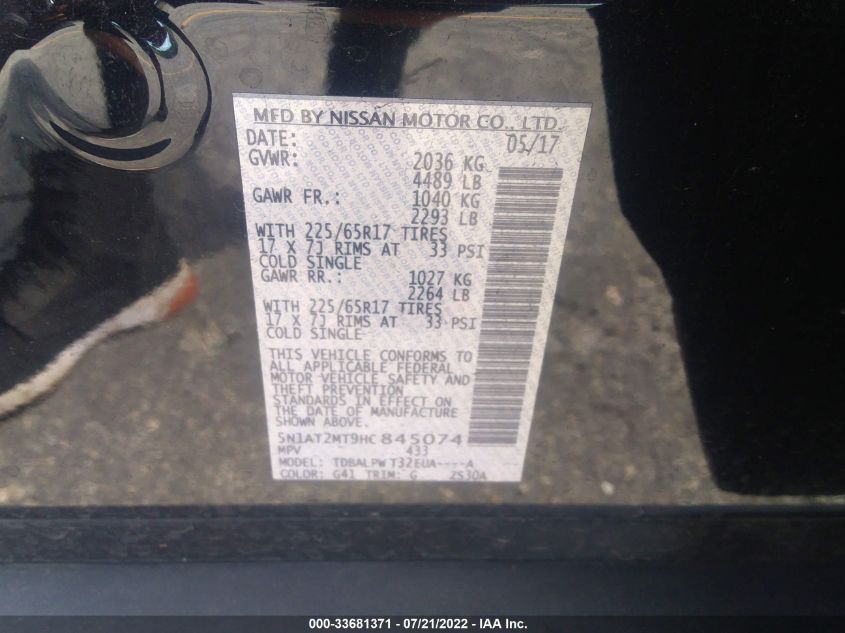 MFD BY NISSAN MOTOR CO., LTD.
DATE: 05/17
GVWR: 2036 KG
4489 LB
GAWR FR.: 1040 KG
2293 LB
WITH 225/65R17 TIRES
17 X 7J RIMS AT 33 PSI
COLD SINGLE
GAWR RR.: 1027 KG
2264 LB
WITH 225/65R17 TIRES
17 X 7J RIMS AT 33 PSI
COLD SINGLE
THIS VEHICLE CONFORMS TO
ALL APPLICABLE FEDERAL
MOTOR VEHICLE SAFETY AND
THEFT PREVENTION
STANDARDS IN EFFECT ON
THE DATE OF MANUFACTURE
SHOWN ABOVE.
5N1AT2MT9HC845074
MPV 433
MODEL: TDBALPW T32EUA----A
COLOR: G41 TRIM: G ZS30A
000-33681371 07/21/2022 IAA Inc.